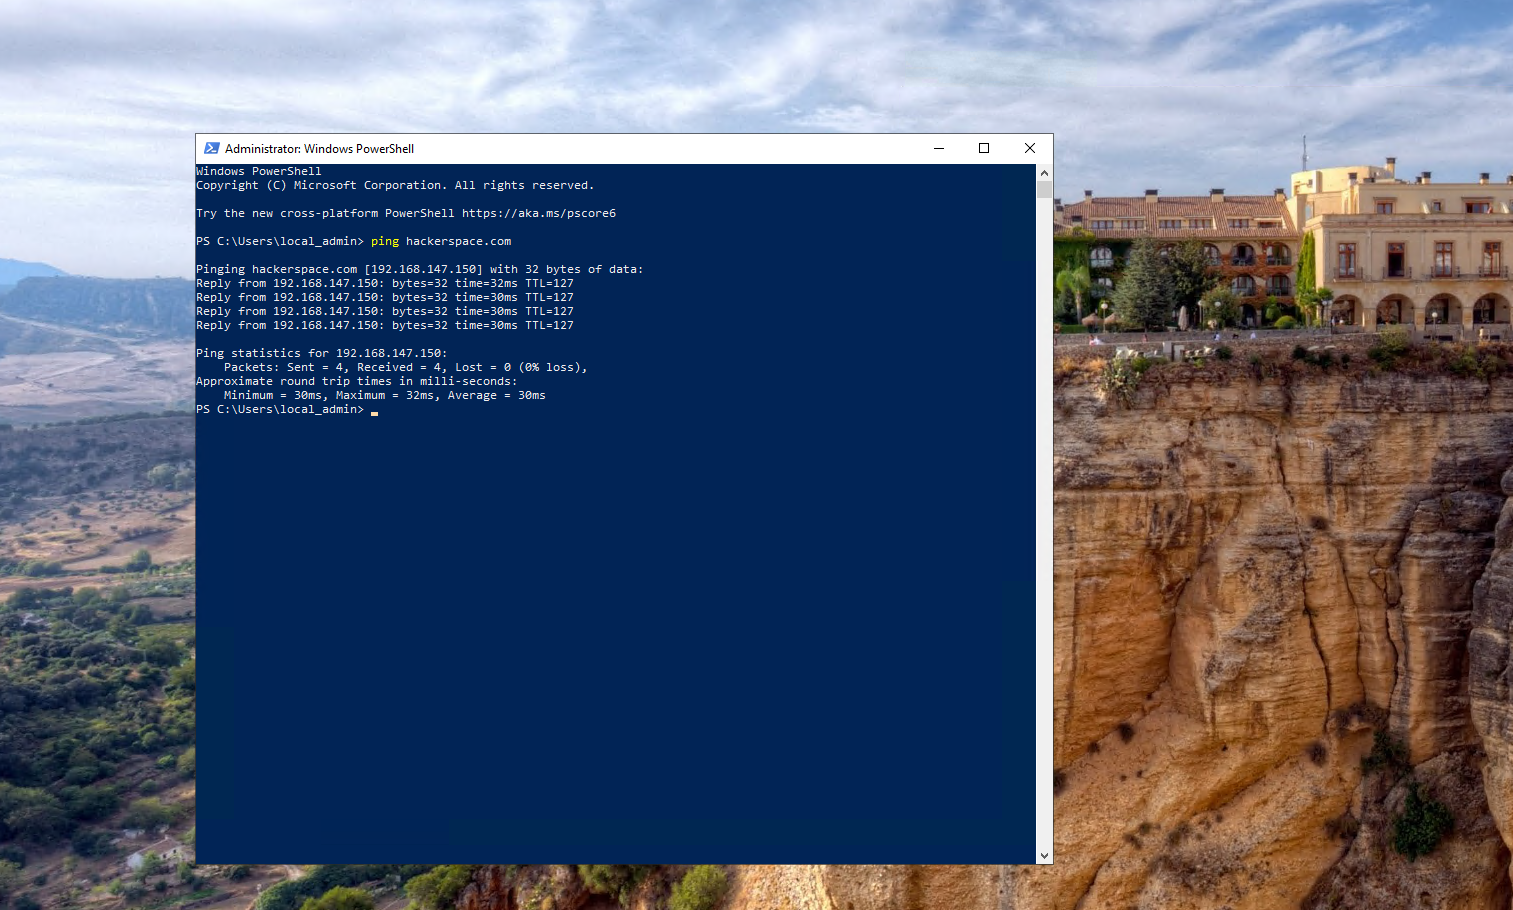 Administrator: Windows PowerShell
Windows PowerShell
Copyright (C) Microsoft Corporation. All rights reserved.
Try the new cross-platform PowerShell https://aka.ms/pscore6
PS C:\Users\local_admin> ping hackerspace.com
Pinging hackerspace.com [192.168.147.150] with 32 bytes of data:
Reply from 192.168.147.150: bytes=32 time=32ms TTL=127
Reply from 192.168.147.150: bytes=32 time=30ms TTL=127
Reply from 192.168.147.150: bytes=32 time=30ms TTL=127
Reply from 192.168.147.150: bytes=32 time=30ms TTL=127
Ping statistics for 192.168.147.150:
    Packets: Sent = 4, Received = 4, Lost = 0 (0% loss),
Approximate round trip times in milli-seconds:
    Minimum = 30ms, Maximum = 32ms, Average = 30ms
PS C:\Users\local_admin>